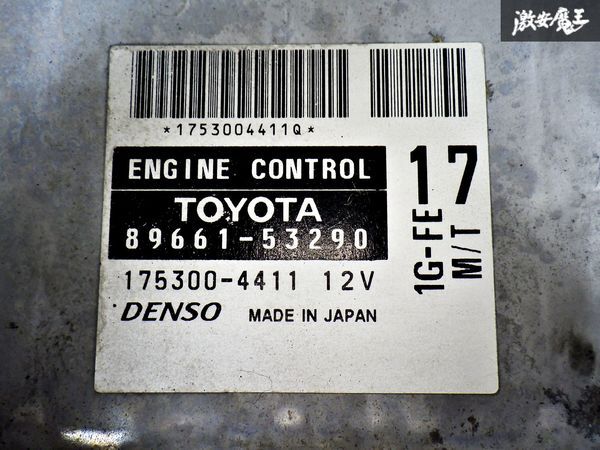 激安魔王
*1753004411Q*
ENGINE CONTROL
TOYOTA
89661-53290
175300-4411 12V
DENSO MADE IN JAPAN
17
1G-FE
M/T